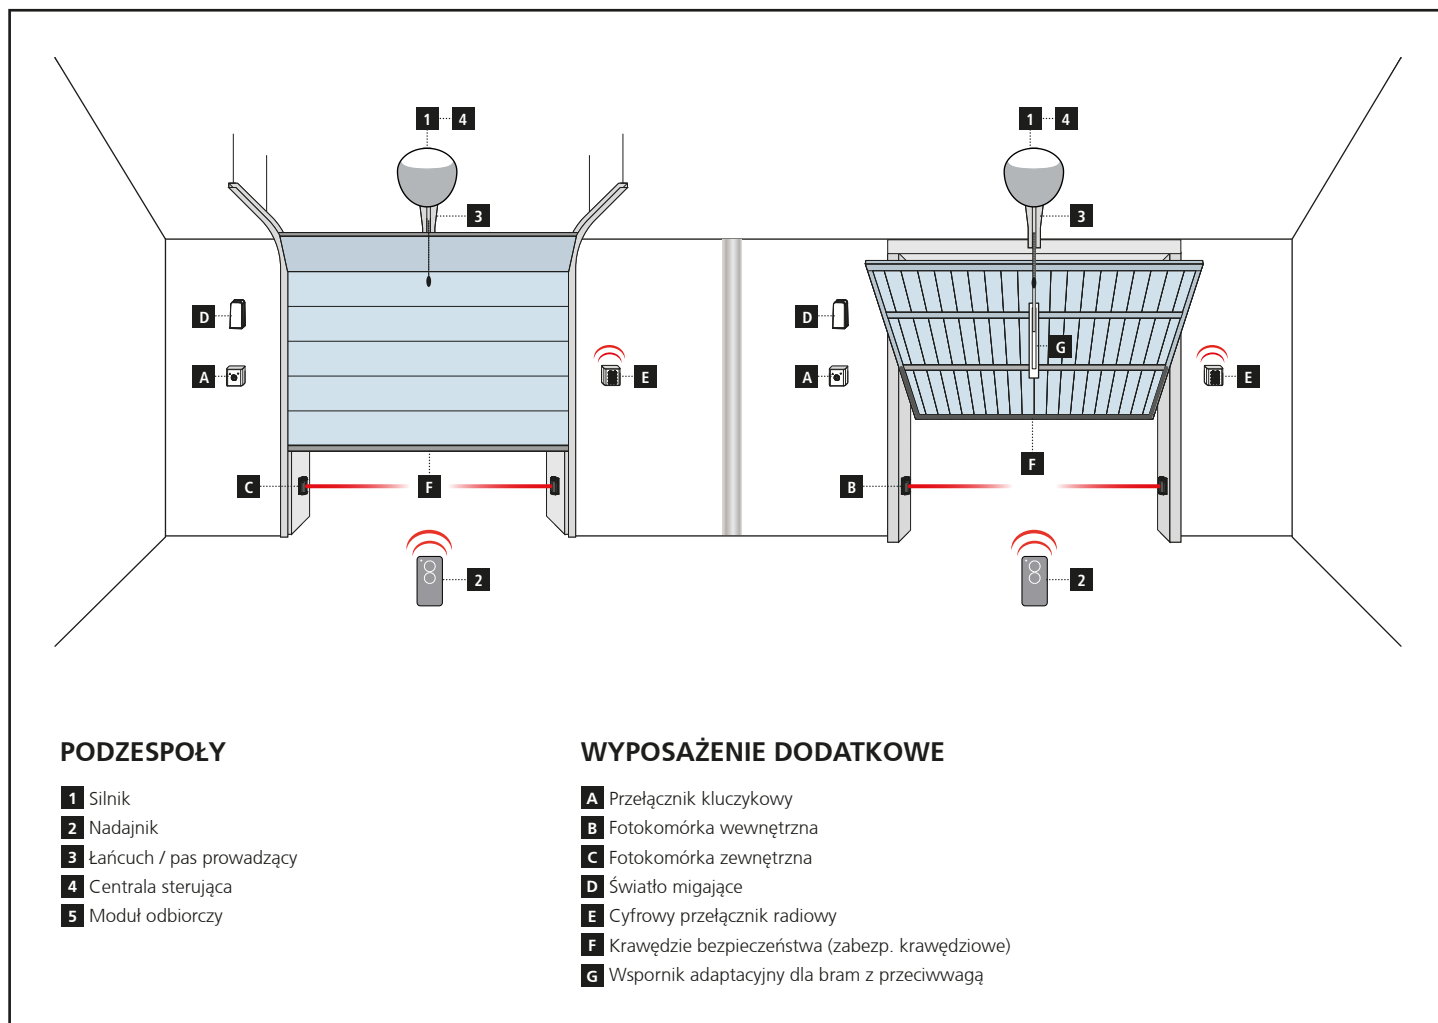 1 4
1 4
3
3
D
D
G
A
E
A
E
F
C
F
B
2
2
PODZESPOŁY
1 Silnik
2 Nadajnik
3 Łańcuch / pas prowadzący
4 Centrala sterująca
5 Moduł odbiorczy
WYPOSAŻENIE DODATKOWE
A Przełącznik kluczykowy
B Fotokomórka wewnętrzna
C Fotokomórka zewnętrzna
D Światło migające
E Cyfrowy przełącznik radiowy
F Krawędzie bezpieczeństwa (zabezp. krawędziowe)
G Wspornik adaptacyjny dla bram z przeciwwagą